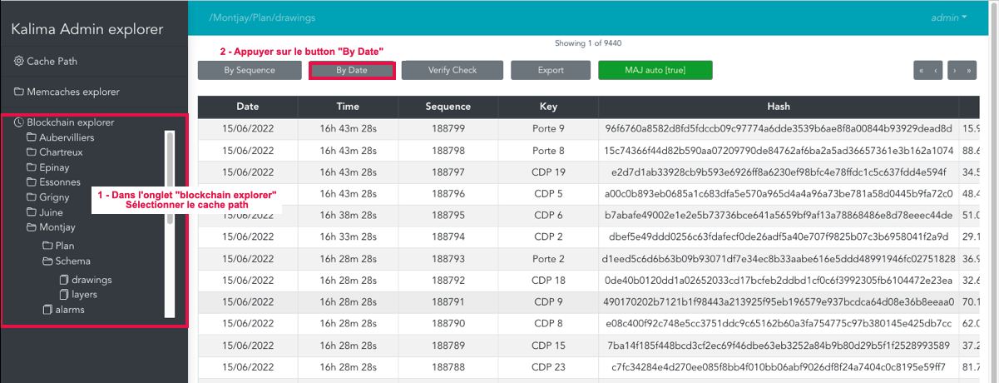 Kalima Admin explorer
/Montjay/Plan/drawings
admin
Showing 1 of 9440
Cache Path
2 - Appuyer sur le button "By Date"
By Sequence
By Date
Verify Check
Export
MAJ auto [true]
« ‹ › »
Memcaches explorer
Blockchain explorer
Aubervilliers
Chartreux
Epinay
Essonnes
Grigny
Juine
Montjay
Plan
Schema
drawings
layers
alarms
1 - Dans l'onglet "blockchain explorer"
Sélectionner le cache path
Date Time Sequence Key Hash
15/06/2022 16h 43m 28s 188799 Porte 9 96f6760a8582d8fd5fdccb09c97774a6dde3539b6ae8f8a00844b93929dead8d 15.9
15/06/2022 16h 43m 28s 188798 Porte 8 15c74366f44d82b590aa07209790de84762af6ba2a5ad36657361e3b162a1074 88.6
15/06/2022 16h 43m 28s 188797 CDP 19 e2d7d1ab33928cb9b593e6926ff8a6230ef98bfc4e78ffdc1c5c637fdd4e594f 34.5
15/06/2022 16h 43m 28s 188796 CDP 5 a00c0b893eb0685a1c683dfa5e570a965d4a4a96a73be781a58d0445b9fa72c0 48.4
15/06/2022 16h 38m 28s 188795 CDP 6 b7abafe49002e1e2e5b73736bce641a5659bf9af13a78868486e8d78eeec44de 51.0
15/06/2022 16h 33m 28s 188794 CDP 2 dbef5e49ddd0256c63fdafecf0de26adf5a40e707f9825b07c3b6958041f2a9d 29.1
15/06/2022 16h 28m 28s 188793 Porte 2 d1eed5c6d6b63b09b93071df7e34ec8b33aabe616e5ddd48991946fc02751828 36.9
15/06/2022 16h 28m 28s 188792 CDP 18 0de40b0120dd1a02652033cd17bcfeb2ddbd1cf0c6f3992305fb6104472e23ea 32.6
15/06/2022 16h 28m 28s 188791 CDP 9 490170202b7121b1f98443a213925f95eb196579e937bcdca64d08e36b8eeaa0 70.1
15/06/2022 16h 28m 28s 188790 CDP 8 e08c400f92c748e5cc3751ddc9c65162b60a3fa754775c97b380145e425db7cc 62.0
15/06/2022 16h 28m 28s 188789 CDP 15 7ba14f185f448bcd3cf2ec69f46dbe63eb3252a84b9b80d29b5f1f2528993589 37.2
15/06/2022 16h 28m 28s 188788 CDP 23 c7fc34284e4d270ee085f8bb4f010bb06abf9026df8f24a7404c0c8195e59ff7 81.7